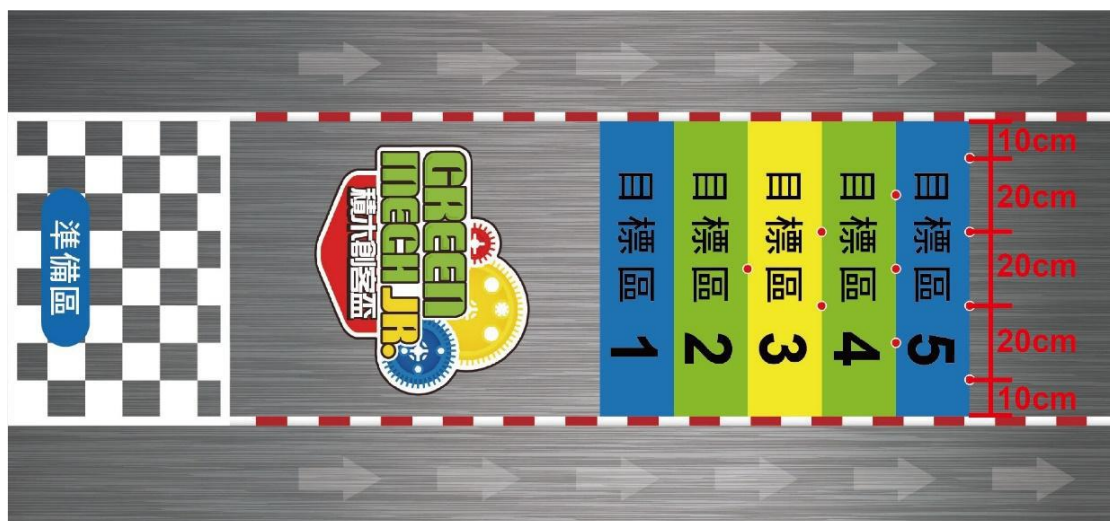 準備區
GREEN
MECH JR.
積木創客盃
目標區 1
目標區 2
目標區 3
目標區 4
目標區 5
10cm
20cm
20cm
20cm
10cm